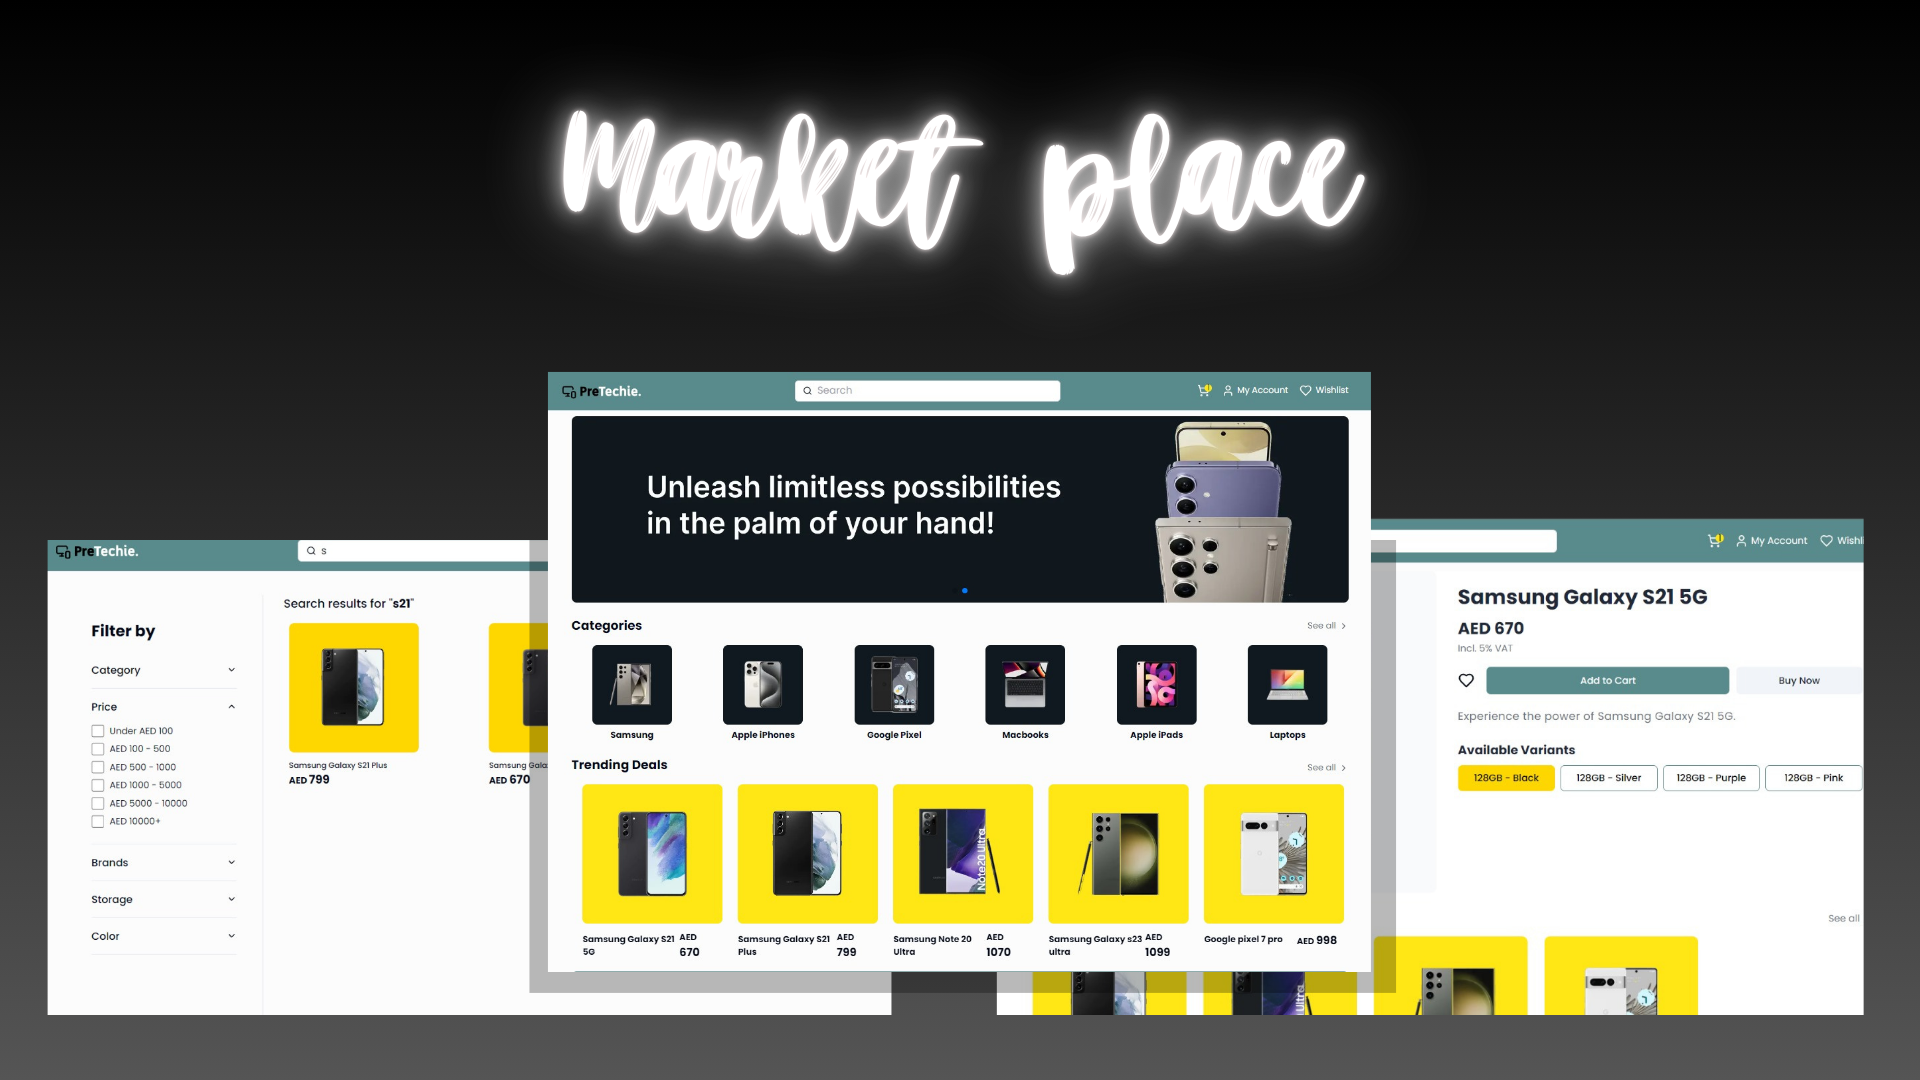 Market place
PreTechie.
Search
My Account
Wishlist
Unleash limitless possibilities
in the palm of your hand!
Categories
See all
Samsung
Apple iPhones
Google Pixel
Macbooks
Apple iPads
Laptops
Trending Deals
See all
Note20 Ultra
Samsung Galaxy S21 5G
AED 670
Samsung Galaxy S21 Plus
AED 799
Samsung Note 20 Ultra
AED 1070
Samsung Galaxy s23 ultra
AED 1099
Google pixel 7 pro
AED 998
PreTechie.
s
Search results for "s21"
Filter by
Category
Price
Under AED 100
AED 100 - 500
AED 500 - 1000
AED 1000 - 5000
AED 5000 - 10000
AED 10000+
Brands
Storage
Color
Samsung Galaxy S21 Plus
AED 799
Samsung Gala
AED 670
My Account
Wishli
Samsung Galaxy S21 5G
AED 670
Incl. 5% VAT
Add to Cart
Buy Now
Experience the power of Samsung Galaxy S21 5G.
Available Variants
128GB - Black
128GB - Silver
128GB - Purple
128GB - Pink
See all
Ultra